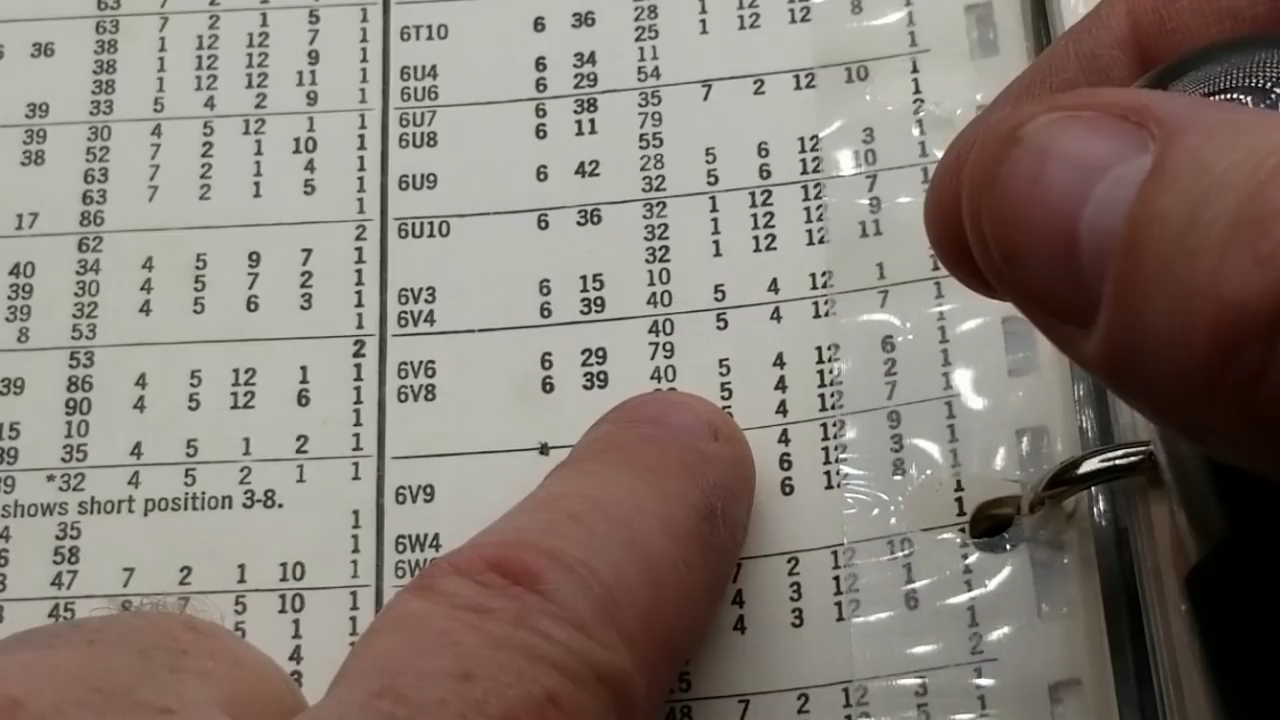 63 7 2
63 7 2 1 5 1
36 38 1 12 12 7 1
38 1 12 12 9 1
38 1 12 12 11 1
39 33 5 4 2 9 1
39 30 4 5 12 1 1
38 52 7 2 1 10 1
63 7 2 1 4 1
63 7 2 1 5 1
17 86 1
62 2
40 34 4 5 9 7 1
39 30 4 5 7 2 1
39 32 4 5 6 3 1
8 53 1
53 2
39 86 4 5 12 1 1
90 4 5 12 6 1
10 1
35 4 5 1 2 1
*32 4 5 2 1 1
shows short position 3-8.
35 1
58 1
47 7 2 1 10 1
45 7 5 10 1
5 1 1
4
3
6T10 6 36 28 1 12 12 8 1
25 1
6U4 6 34 11 1
6U6 6 29 54 1
6U7 6 38 35 7 2 12 10 1
6U8 6 11 79 2
55 1
6U9 6 42 28 5 6 12 3 1
32 5 6 12 10 1
6U10 6 36 32 1 12 12 7
32 1 12 12 9
32 1 12 12 11
6V3 6 15 10 1
6V4 6 39 40 5 4 12 1 1
40 5 4 12 7 1
6V6 6 29 79 1
6V8 6 39 40 5 4 12 6 1
5 4 12 2 1
4 12 7 1
6V9 4 12 9 1
6 12 3 1
6 12 8 1
6W4 1
7 2 12 10 1
4 3 12 1 1
4 3 12 6 1
2
48 7 2 12 3 1